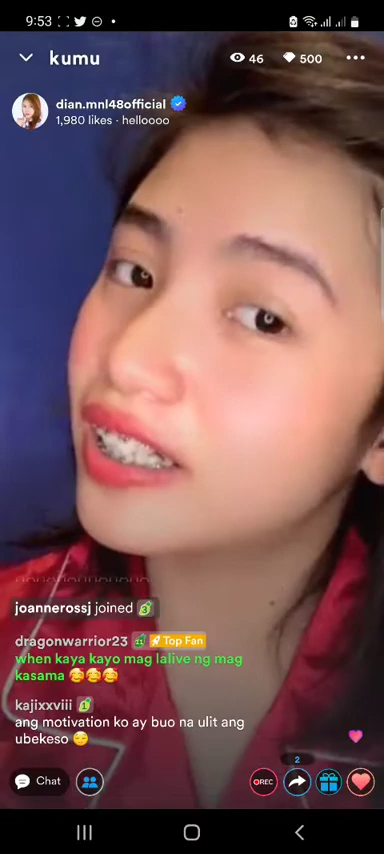 9:53
kumu
46
500
dian.mnl48official
1,980 likes · helloooo
joannerossj joined
dragonwarrior23 Top Fan
when kaya kayo mag lalive ng mag
kasama 🥰🥰🥰
kajixxviii
ang motivation ko ay buo na ulit ang
ubekeso 😔
2
Chat
REC